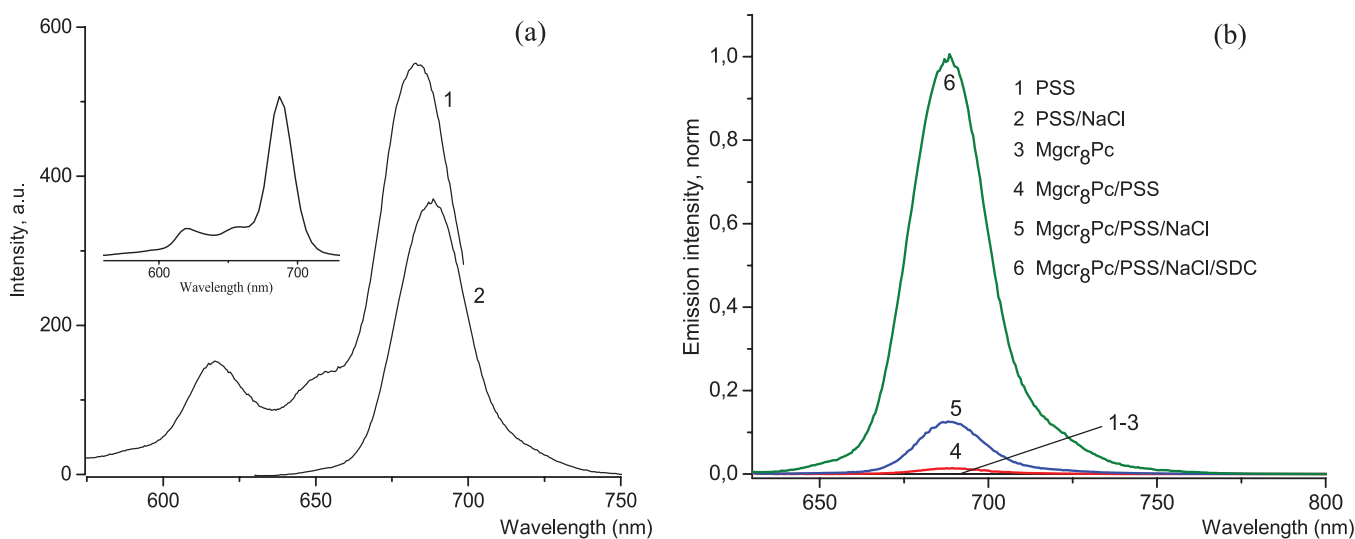 (a)
600
400
200
0
Intensity, a.u.
1
2
600
700
Wavelength (nm)
600
650
700
750
Wavelength (nm)
(b)
1,0
0,8
0,6
0,4
0,2
0,0
Emission intensity, norm
6
1 PSS
2 PSS/NaCl
3 Mgcr8Pc
4 Mgcr8Pc/PSS
5 Mgcr8Pc/PSS/NaCl
6 Mgcr8Pc/PSS/NaCl/SDC
5
4
1-3
650
700
750
800
Wavelength (nm)